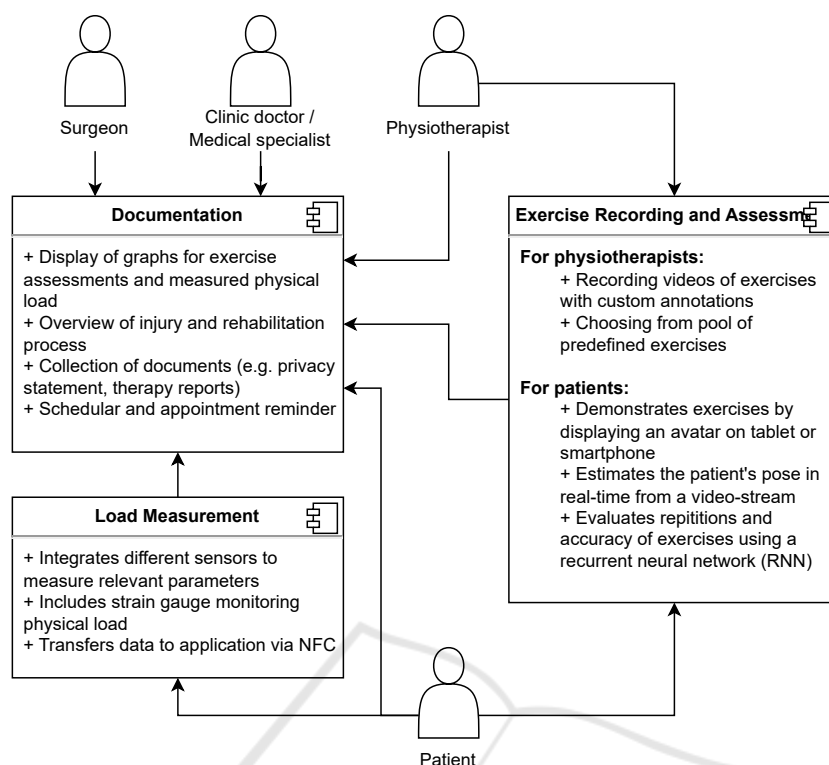 Surgeon
Clinic doctor /
Medical specialist
Physiotherapist
Documentation
+ Display of graphs for exercise
assessments and measured physical
load
+ Overview of injury and rehabilitation
process
+ Collection of documents (e.g. privacy
statement, therapy reports)
+ Schedular and appointment reminder
Exercise Recording and Assessm
For physiotherapists:
+ Recording videos of exercises
with custom annotations
+ Choosing from pool of
predefined exercises
For patients:
+ Demonstrates exercises by
displaying an avatar on tablet or
smartphone
+ Estimates the patient's pose in
real-time from a video-stream
+ Evaluates repititions and
accuracy of exercises using a
recurrent neural network (RNN)
Load Measurement
+ Integrates different sensors to
measure relevant parameters
+ Includes strain gauge monitoring
physical load
+ Transfers data to application via NFC
Patient